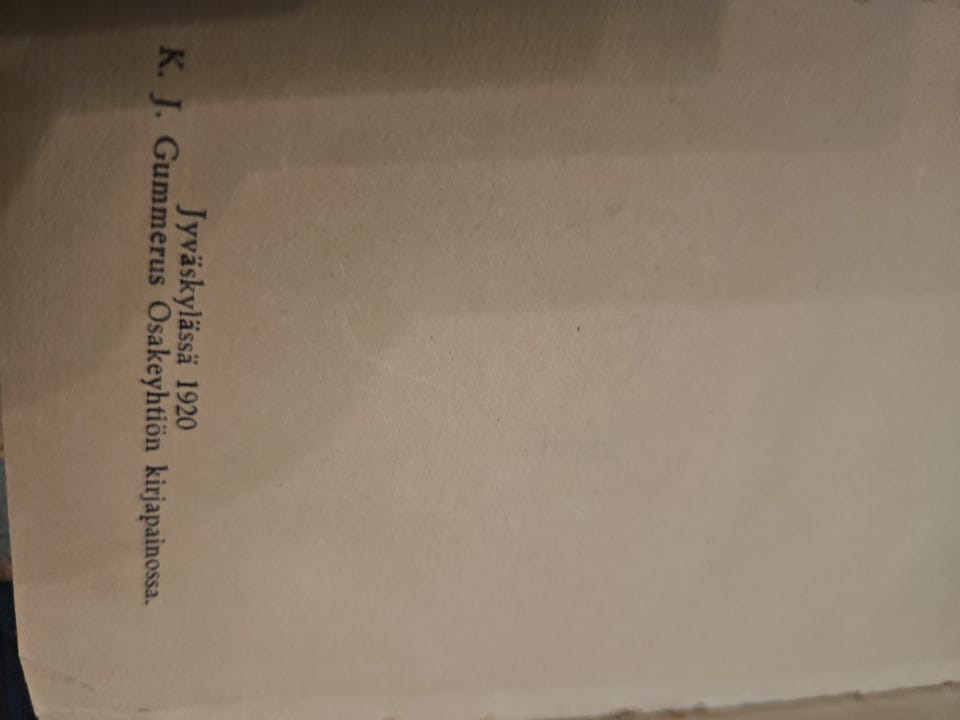 Jyväskylässä 1920
K. J. Gummerus Osakeyhtiön kirjapainossa.